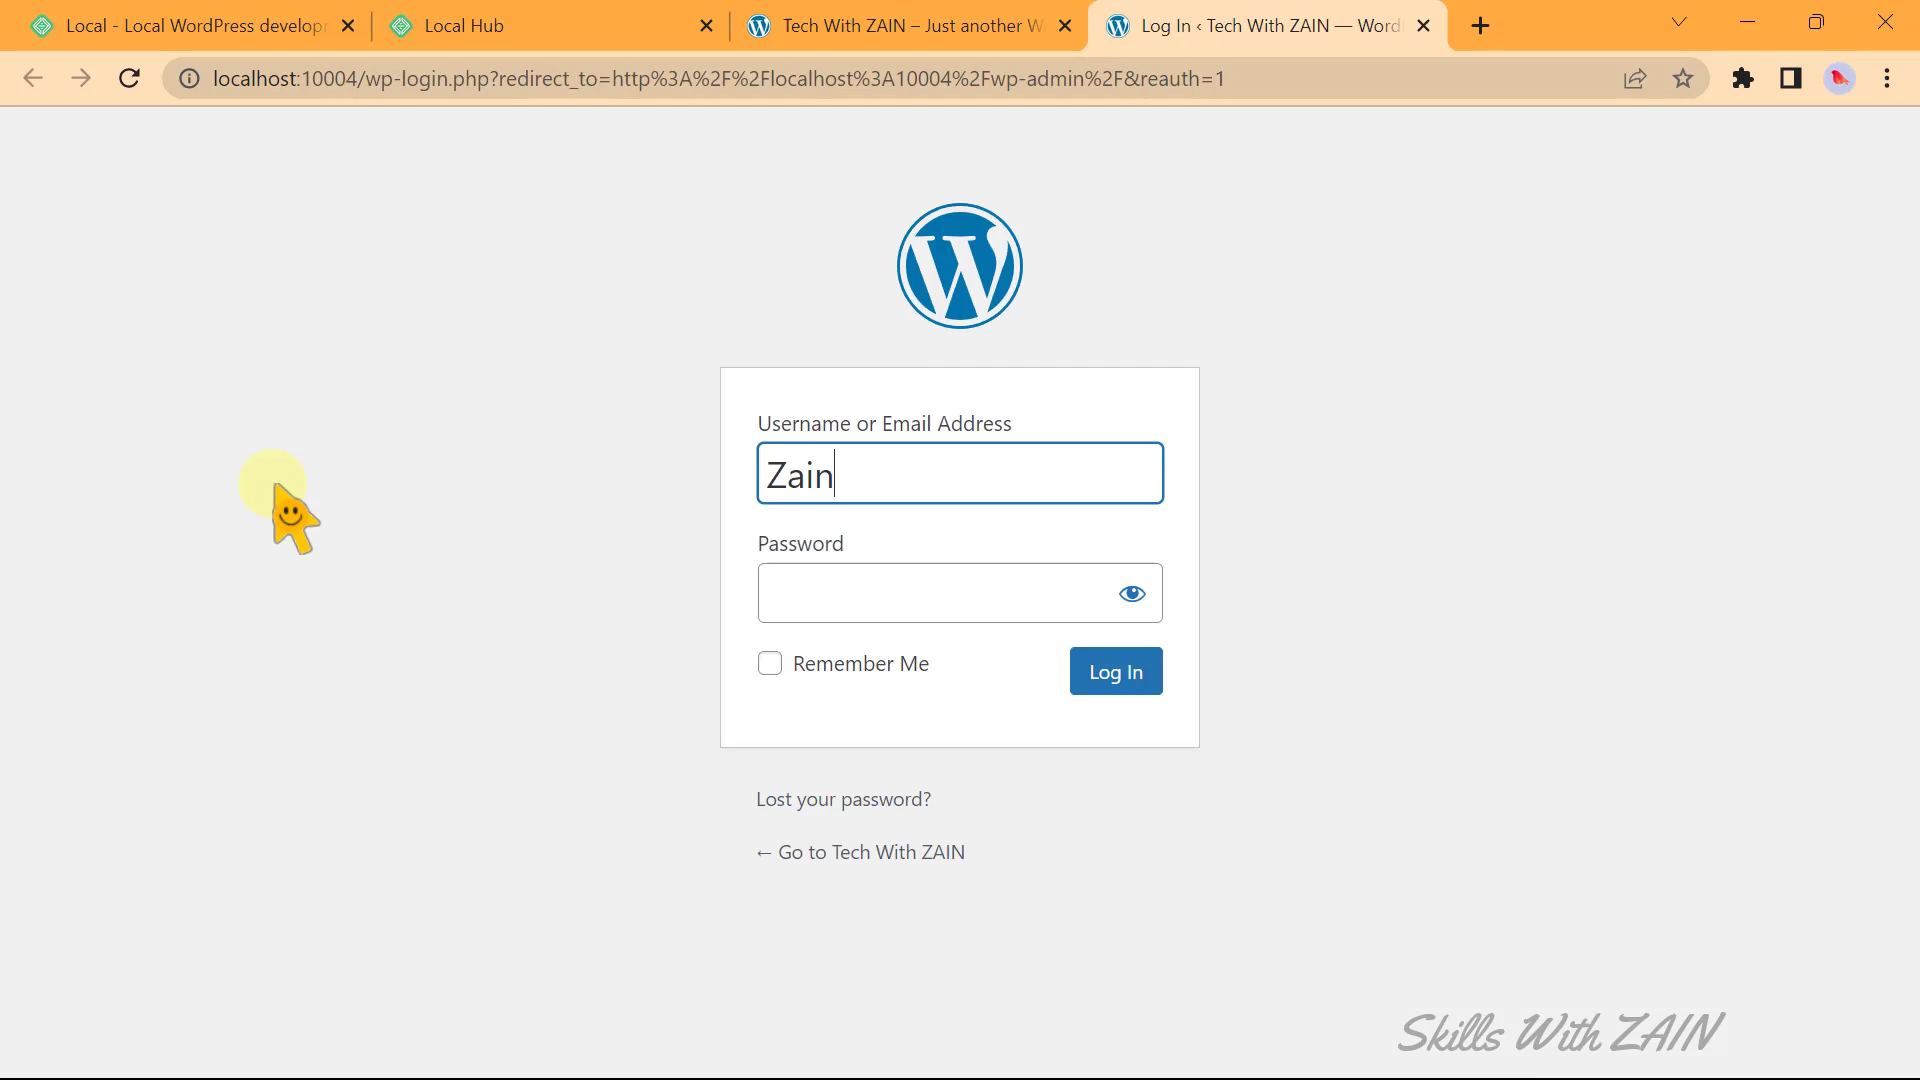 Local - Local WordPress develop
Local Hub
Tech With ZAIN – Just another W
Log In ‹ Tech With ZAIN — Word
localhost:10004/wp-login.php?redirect_to=http%3A%2F%2Flocalhost%3A10004%2Fwp-admin%2F&reauth=1
Username or Email Address
Zain
Password
Remember Me
Log In
Lost your password?
← Go to Tech With ZAIN
Skills With ZAIN